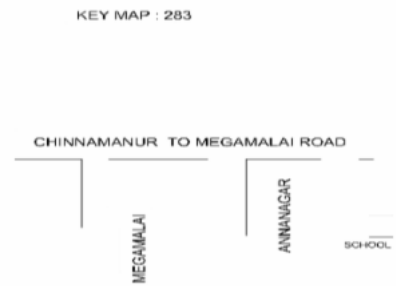 KEY MAP : 283
CHINNAMANUR TO MEGAMALAI ROAD
MEGAMALAI
ANNANAGAR
SCHOOL